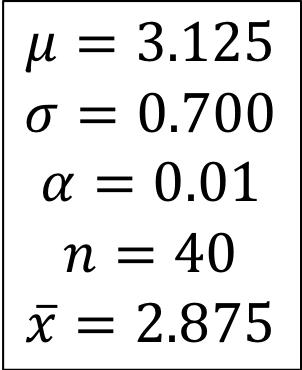 μ = 3.125
σ = 0.700
α = 0.01
n = 40
x̄ = 2.875